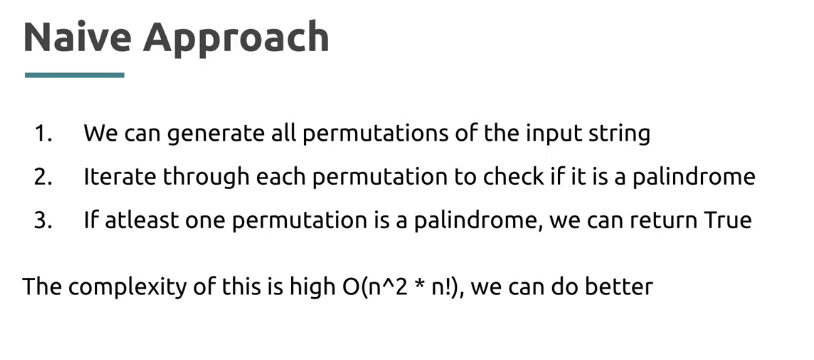 Naive Approach
1. We can generate all permutations of the input string
2. Iterate through each permutation to check if it is a palindrome
3. If atleast one permutation is a palindrome, we can return True
The complexity of this is high O(n^2 * n!), we can do better